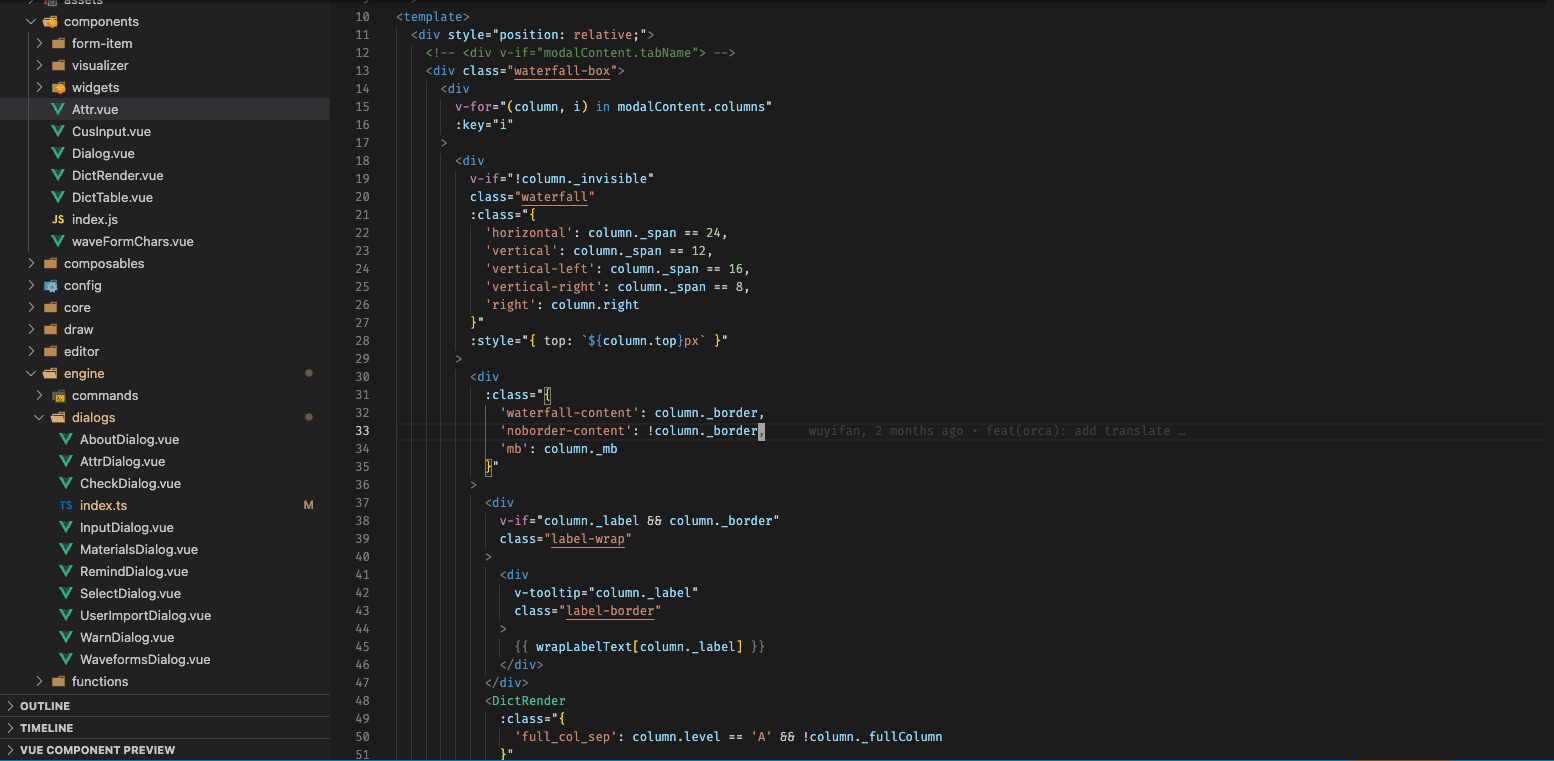 assets
components
form-item
visualizer
widgets
Attr.vue
CusInput.vue
Dialog.vue
DictRender.vue
DictTable.vue
JS index.js
waveFormChars.vue
composables
config
core
draw
editor
engine
commands
dialogs
AboutDialog.vue
AttrDialog.vue
CheckDialog.vue
TS index.ts M
InputDialog.vue
MaterialsDialog.vue
RemindDialog.vue
SelectDialog.vue
UserImportDialog.vue
WarnDialog.vue
WaveformsDialog.vue
functions
OUTLINE
TIMELINE
VUE COMPONENT PREVIEW
10 <template>
11 <div style="position: relative;">
12 <!-- <div v-if="modalContent.tabName"> -->
13 <div class="waterfall-box">
14 <div
15 v-for="(column, i) in modalContent.columns"
16 :key="i"
17 >
18 <div
19 v-if="!column._invisible"
20 class="waterfall"
21 :class="{
22 'horizontal': column._span == 24,
23 'vertical': column._span == 12,
24 'vertical-left': column._span == 16,
25 'vertical-right': column._span == 8,
26 'right': column.right
27 }"
28 :style="{ top: `${column.top}px` }"
29 >
30 <div
31 :class="{
32 'waterfall-content': column._border,
33 'noborder-content': !column._border, wuyifan, 2 months ago • feat(orca): add translate …
34 'mb': column._mb
35 }"
36 >
37 <div
38 v-if="column._label && column._border"
39 class="label-wrap"
40 >
41 <div
42 v-tooltip="column._label"
43 class="label-border"
44 >
45 {{ wrapLabelText[column._label] }}
46 </div>
47 </div>
48 <DictRender
49 :class="{
50 'full_col_sep': column.level == 'A' && !column._fullColumn
51 }"